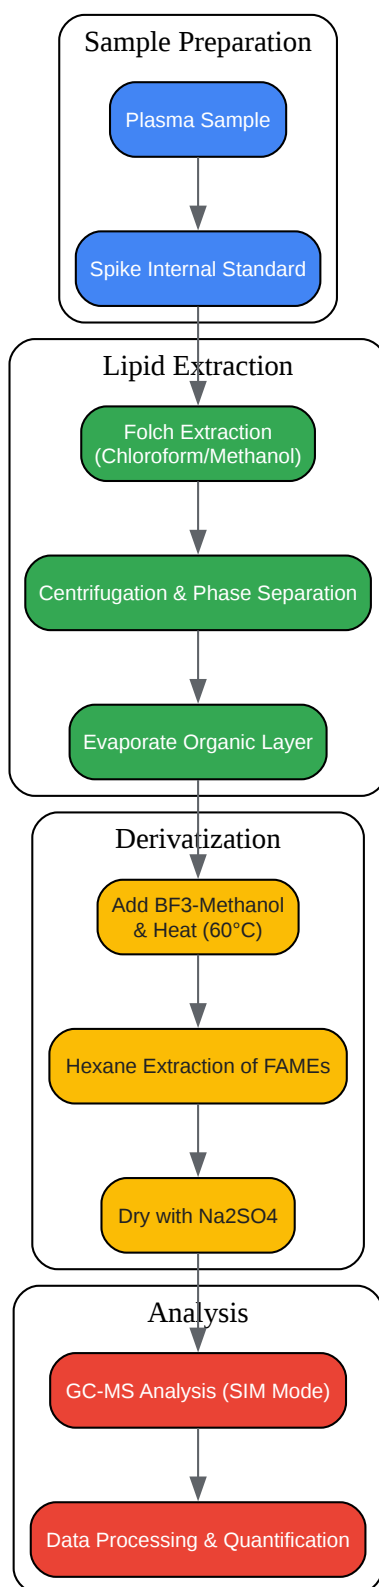 Sample Preparation
Plasma Sample
Spike Internal Standard
Lipid Extraction
Folch Extraction
(Chloroform/Methanol)
Centrifugation & Phase Separation
Evaporate Organic Layer
Derivatization
Add BF3-Methanol
& Heat (60°C)
Hexane Extraction of FAMEs
Dry with Na2SO4
Analysis
GC-MS Analysis (SIM Mode)
Data Processing & Quantification